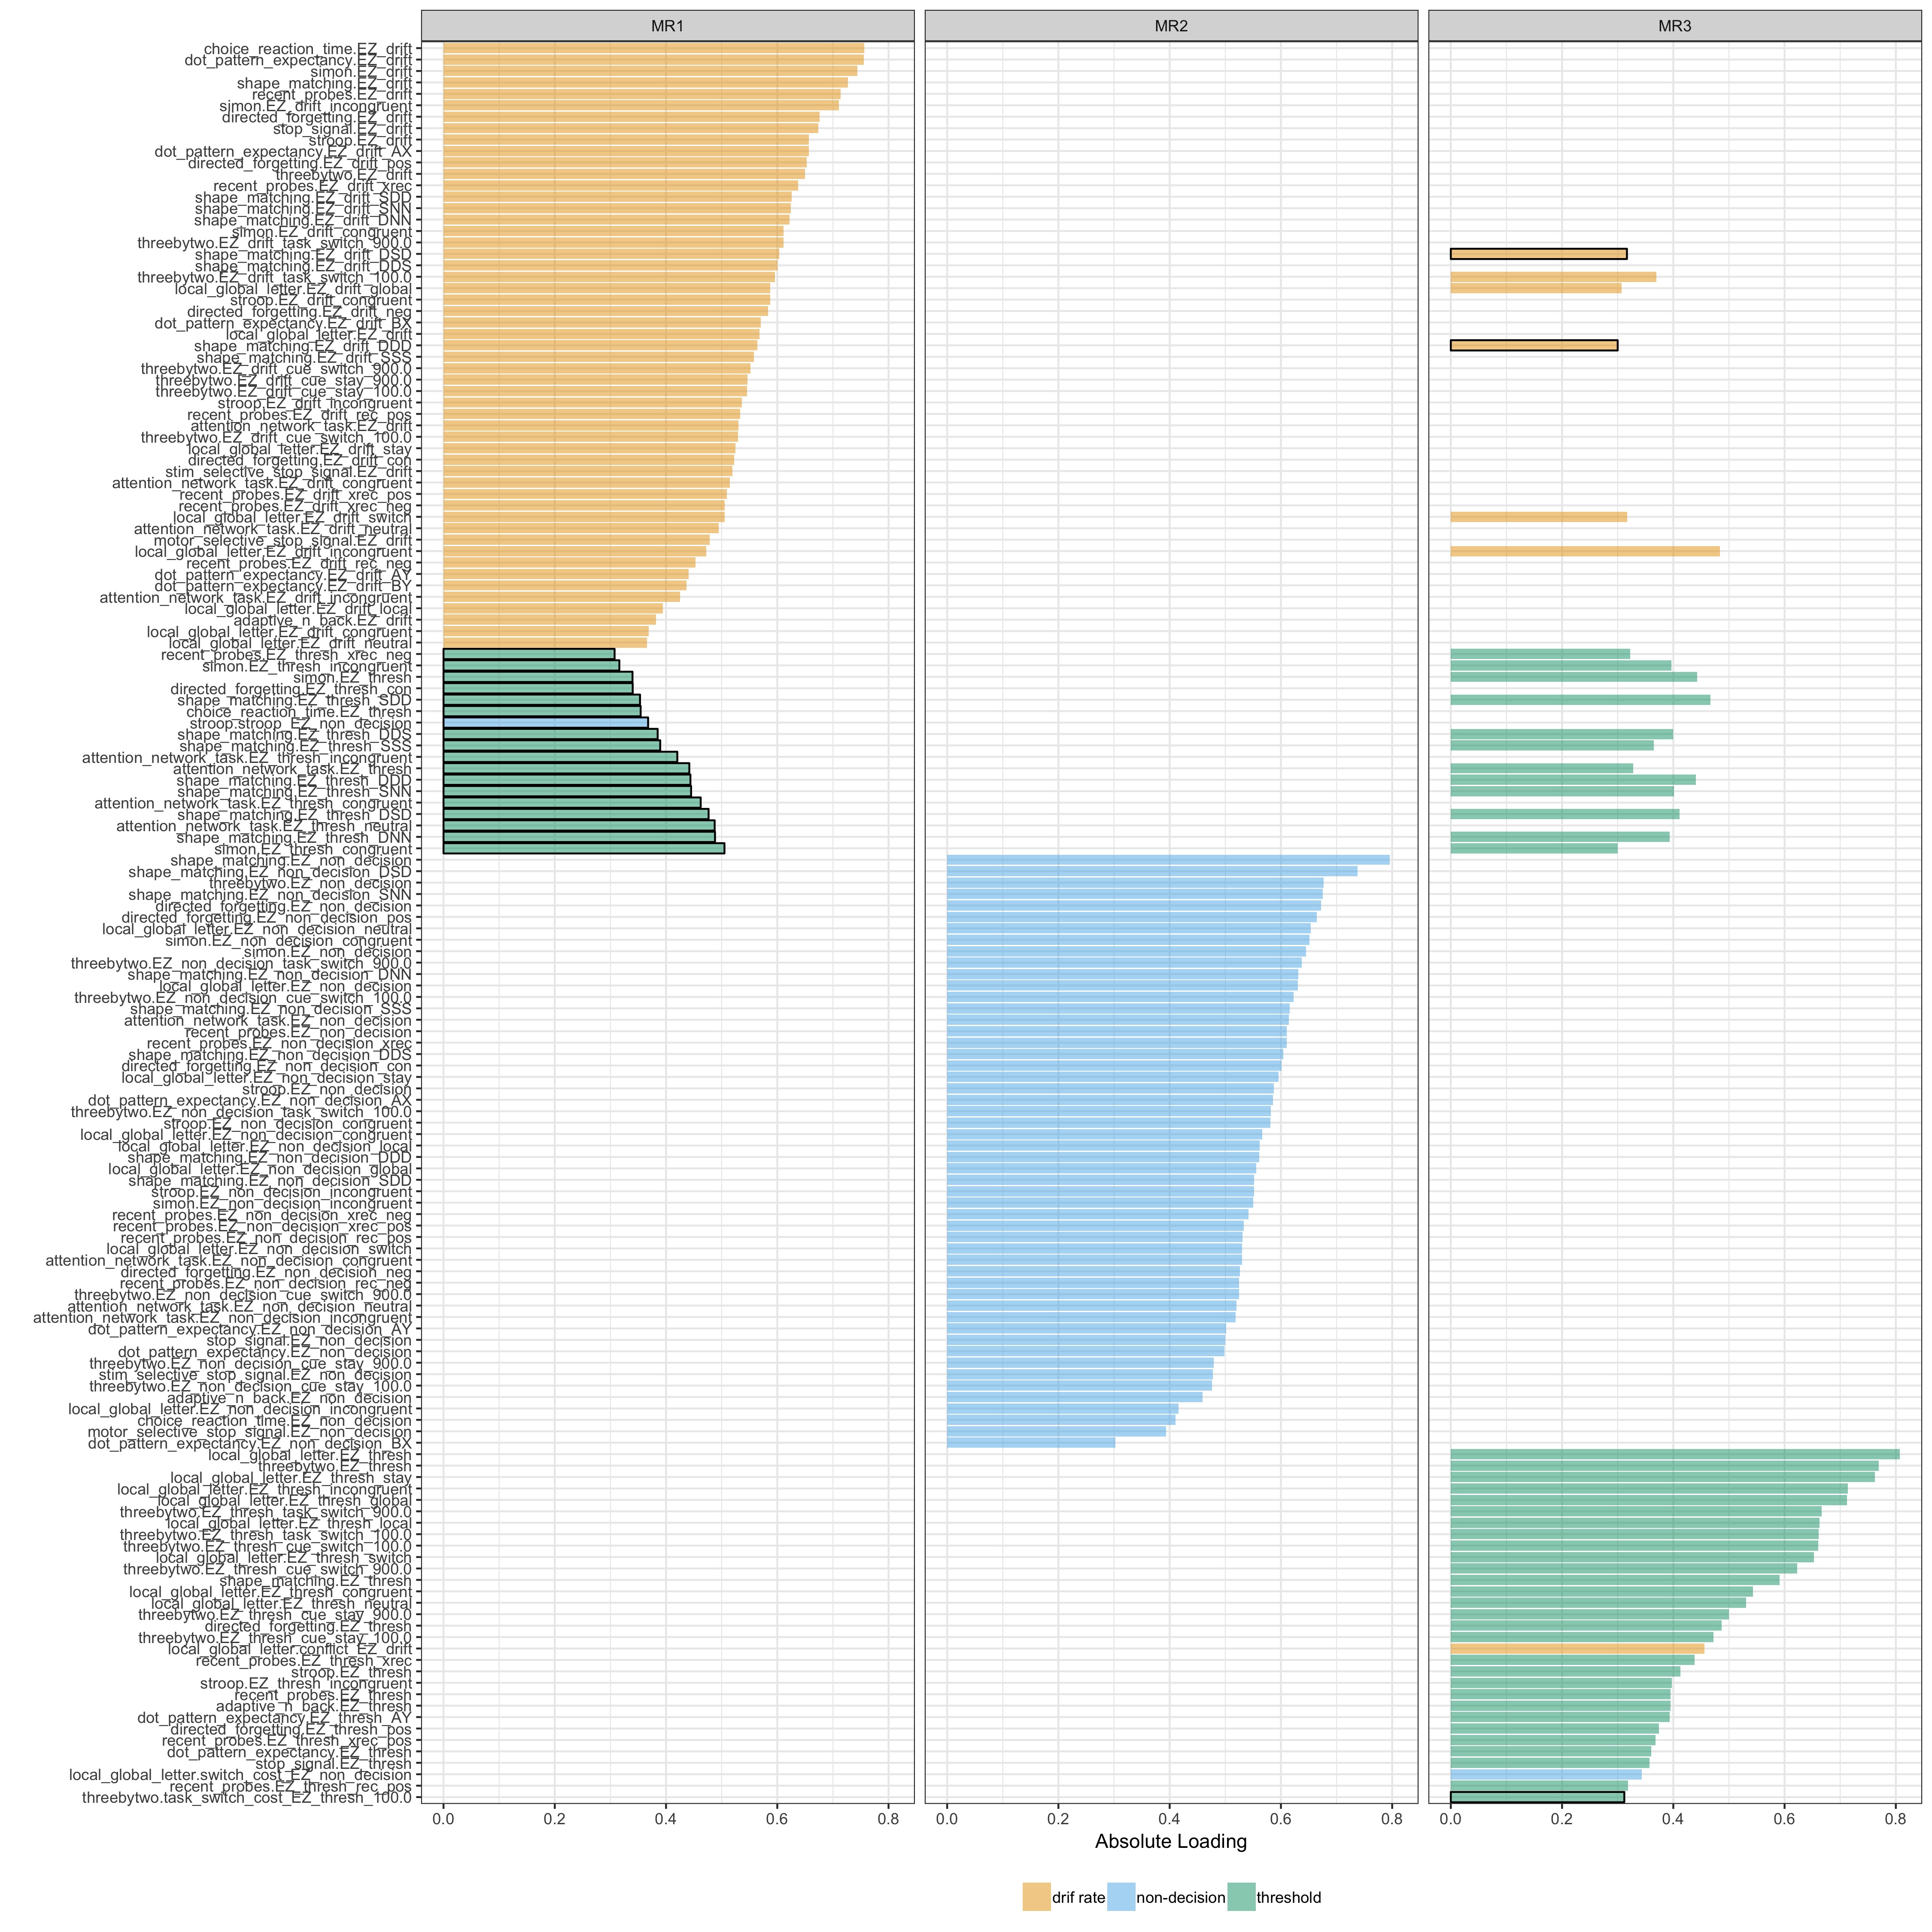 MR1
MR2
MR3
choice_reaction_time.EZ_drift
dot_pattern_expectancy.EZ_drift
simon.EZ_drift
shape_matching.EZ_drift
recent_probes.EZ_drift
simon.EZ_drift_incongruent
directed_forgetting.EZ_drift
stop_signal.EZ_drift
stroop.EZ_drift
dot_pattern_expectancy.EZ_drift_AX
directed_forgetting.EZ_drift_pos
threebytwo.EZ_drift
recent_probes.EZ_drift_xrec
shape_matching.EZ_drift_SDD
shape_matching.EZ_drift_SNN
shape_matching.EZ_drift_DNN
simon.EZ_drift_congruent
threebytwo.EZ_drift_task_switch_900.0
shape_matching.EZ_drift_DSD
shape_matching.EZ_drift_DDS
threebytwo.EZ_drift_task_switch_100.0
local_global_letter.EZ_drift_global
stroop.EZ_drift_congruent
directed_forgetting.EZ_drift_neg
dot_pattern_expectancy.EZ_drift_BX
local_global_letter.EZ_drift
shape_matching.EZ_drift_DDD
shape_matching.EZ_drift_SSS
threebytwo.EZ_drift_cue_switch_900.0
threebytwo.EZ_drift_cue_stay_900.0
threebytwo.EZ_drift_cue_stay_100.0
stroop.EZ_drift_incongruent
recent_probes.EZ_drift_rec_pos
attention_network_task.EZ_drift
threebytwo.EZ_drift_cue_switch_100.0
local_global_letter.EZ_drift_stay
directed_forgetting.EZ_drift_con
stim_selective_stop_signal.EZ_drift
attention_network_task.EZ_drift_congruent
recent_probes.EZ_drift_xrec_pos
recent_probes.EZ_drift_xrec_neg
local_global_letter.EZ_drift_switch
attention_network_task.EZ_drift_neutral
motor_selective_stop_signal.EZ_drift
local_global_letter.EZ_drift_incongruent
recent_probes.EZ_drift_rec_neg
dot_pattern_expectancy.EZ_drift_AY
dot_pattern_expectancy.EZ_drift_BY
attention_network_task.EZ_drift_incongruent
local_global_letter.EZ_drift_local
adaptive_n_back.EZ_drift
local_global_letter.EZ_drift_congruent
local_global_letter.EZ_drift_neutral
recent_probes.EZ_thresh_xrec_neg
simon.EZ_thresh_incongruent
simon.EZ_thresh
directed_forgetting.EZ_thresh_con
shape_matching.EZ_thresh_SDD
choice_reaction_time.EZ_thresh
stroop.stroop_EZ_non_decision
shape_matching.EZ_thresh_DDS
shape_matching.EZ_thresh_SSS
attention_network_task.EZ_thresh_incongruent
attention_network_task.EZ_thresh
shape_matching.EZ_thresh_DDD
shape_matching.EZ_thresh_SNN
attention_network_task.EZ_thresh_congruent
shape_matching.EZ_thresh_DSD
attention_network_task.EZ_thresh_neutral
shape_matching.EZ_thresh_DNN
simon.EZ_thresh_congruent
shape_matching.EZ_non_decision
shape_matching.EZ_non_decision_DSD
threebytwo.EZ_non_decision
shape_matching.EZ_non_decision_SNN
directed_forgetting.EZ_non_decision
directed_forgetting.EZ_non_decision_pos
local_global_letter.EZ_non_decision_neutral
simon.EZ_non_decision_congruent
simon.EZ_non_decision
threebytwo.EZ_non_decision_task_switch_900.0
shape_matching.EZ_non_decision_DNN
local_global_letter.EZ_non_decision
threebytwo.EZ_non_decision_cue_switch_100.0
shape_matching.EZ_non_decision_SSS
attention_network_task.EZ_non_decision
recent_probes.EZ_non_decision
recent_probes.EZ_non_decision_xrec
shape_matching.EZ_non_decision_DDS
directed_forgetting.EZ_non_decision_con
local_global_letter.EZ_non_decision_stay
stroop.EZ_non_decision
dot_pattern_expectancy.EZ_non_decision_AX
threebytwo.EZ_non_decision_task_switch_100.0
stroop.EZ_non_decision_congruent
local_global_letter.EZ_non_decision_congruent
local_global_letter.EZ_non_decision_local
shape_matching.EZ_non_decision_DDD
local_global_letter.EZ_non_decision_global
shape_matching.EZ_non_decision_SDD
stroop.EZ_non_decision_incongruent
simon.EZ_non_decision_incongruent
recent_probes.EZ_non_decision_xrec_neg
recent_probes.EZ_non_decision_xrec_pos
recent_probes.EZ_non_decision_rec_pos
local_global_letter.EZ_non_decision_switch
attention_network_task.EZ_non_decision_congruent
directed_forgetting.EZ_non_decision_neg
recent_probes.EZ_non_decision_rec_neg
threebytwo.EZ_non_decision_cue_switch_900.0
attention_network_task.EZ_non_decision_neutral
attention_network_task.EZ_non_decision_incongruent
dot_pattern_expectancy.EZ_non_decision_AY
stop_signal.EZ_non_decision
dot_pattern_expectancy.EZ_non_decision
threebytwo.EZ_non_decision_cue_stay_900.0
stim_selective_stop_signal.EZ_non_decision
threebytwo.EZ_non_decision_cue_stay_100.0
adaptive_n_back.EZ_non_decision
local_global_letter.EZ_non_decision_incongruent
choice_reaction_time.EZ_non_decision
motor_selective_stop_signal.EZ_non_decision
dot_pattern_expectancy.EZ_non_decision_BX
local_global_letter.EZ_thresh
threebytwo.EZ_thresh
local_global_letter.EZ_thresh_stay
local_global_letter.EZ_thresh_incongruent
local_global_letter.EZ_thresh_global
threebytwo.EZ_thresh_task_switch_900.0
local_global_letter.EZ_thresh_local
threebytwo.EZ_thresh_task_switch_100.0
threebytwo.EZ_thresh_cue_switch_100.0
local_global_letter.EZ_thresh_switch
threebytwo.EZ_thresh_cue_switch_900.0
shape_matching.EZ_thresh
local_global_letter.EZ_thresh_congruent
local_global_letter.EZ_thresh_neutral
threebytwo.EZ_thresh_cue_stay_900.0
directed_forgetting.EZ_thresh
threebytwo.EZ_thresh_cue_stay_100.0
local_global_letter.conflict_EZ_drift
recent_probes.EZ_thresh_xrec
stroop.EZ_thresh
stroop.EZ_thresh_incongruent
recent_probes.EZ_thresh
adaptive_n_back.EZ_thresh
dot_pattern_expectancy.EZ_thresh_AY
directed_forgetting.EZ_thresh_pos
recent_probes.EZ_thresh_xrec_pos
dot_pattern_expectancy.EZ_thresh
stop_signal.EZ_thresh
local_global_letter.switch_cost_EZ_non_decision
recent_probes.EZ_thresh_rec_pos
threebytwo.task_switch_cost_EZ_thresh_100.0
0.0 0.2 0.4 0.6 0.8
0.0 0.2 0.4 0.6 0.8
0.0 0.2 0.4 0.6 0.8
Absolute Loading
drif rate non-decision threshold